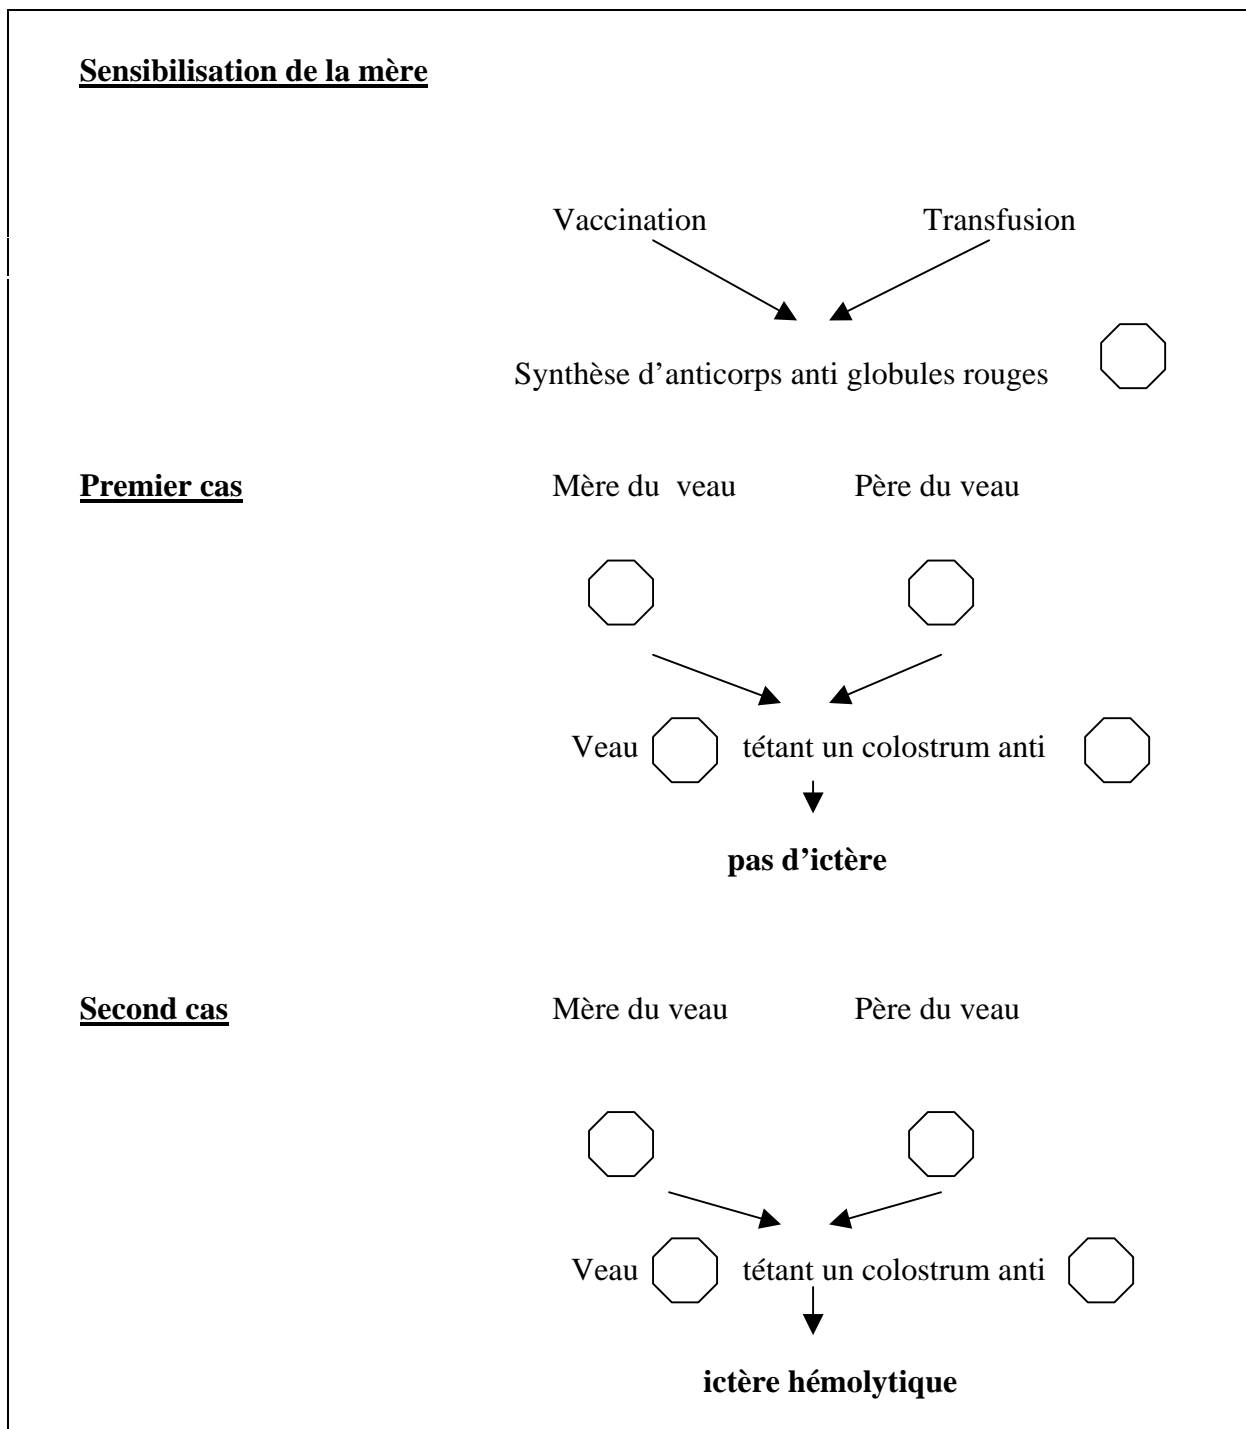 Sensibilisation de la mère
Vaccination Transfusion
Synthèse d’anticorps anti globules rouges
Premier cas Mère du veau Père du veau
Veau tétant un colostrum anti
pas d’ictère
Second cas Mère du veau Père du veau
Veau tétant un colostrum anti
ictère hémolytique